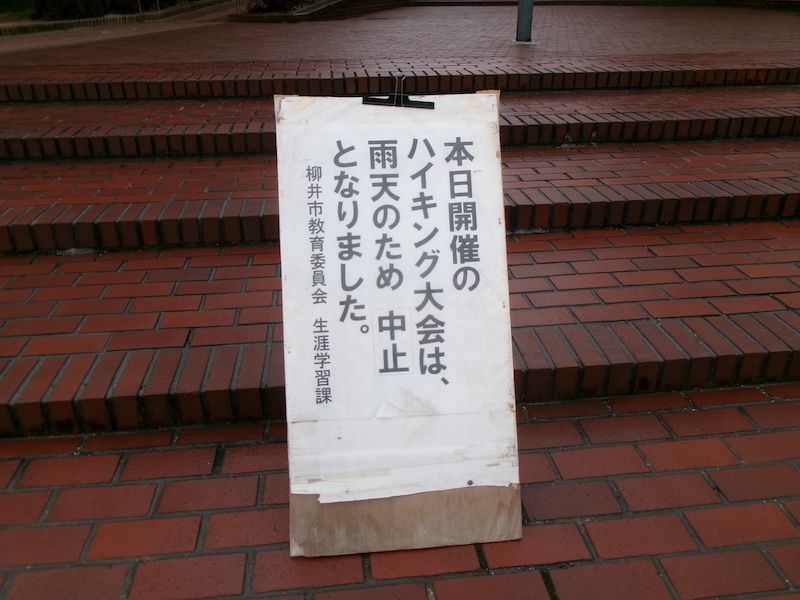 本日開催の
ハイキング大会は、
雨天のため 中止
となりました。
柳井市教育委員会 生涯学習課